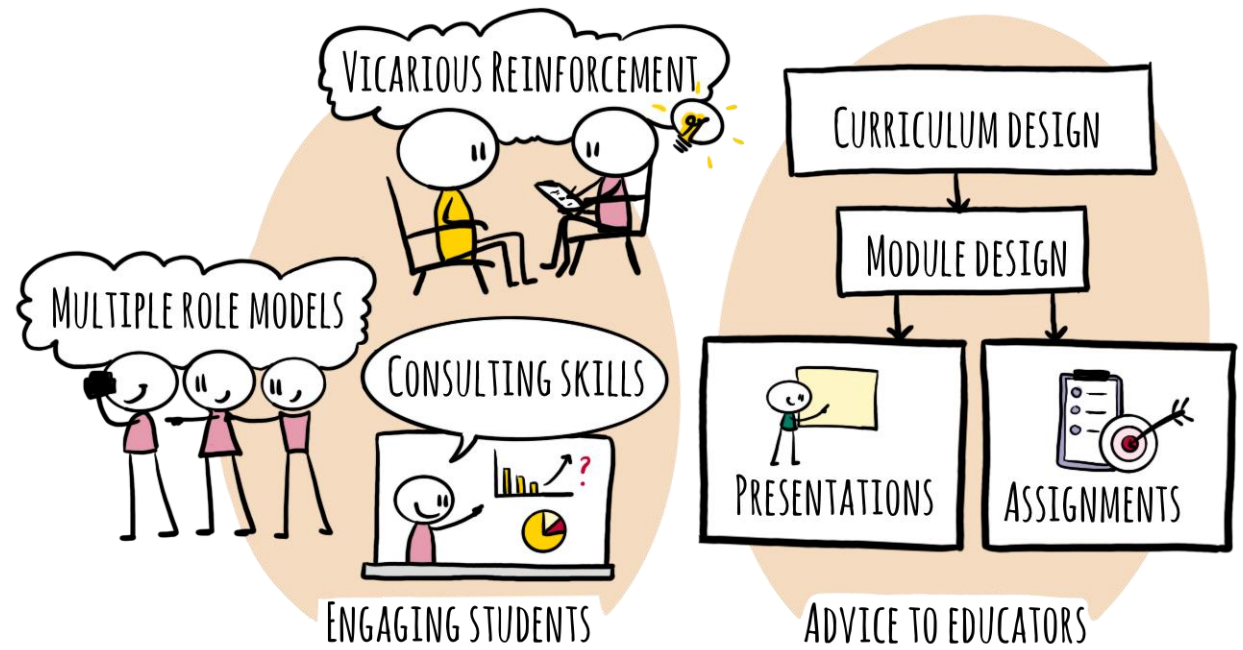 VICARIOUS REINFORCEMENT
MULTIPLE ROLE MODELS
CONSULTING SKILLS
?
ENGAGING STUDENTS
CURRICULUM DESIGN
MODULE DESIGN
PRESENTATIONS
ASSIGNMENTS
ADVICE TO EDUCATORS